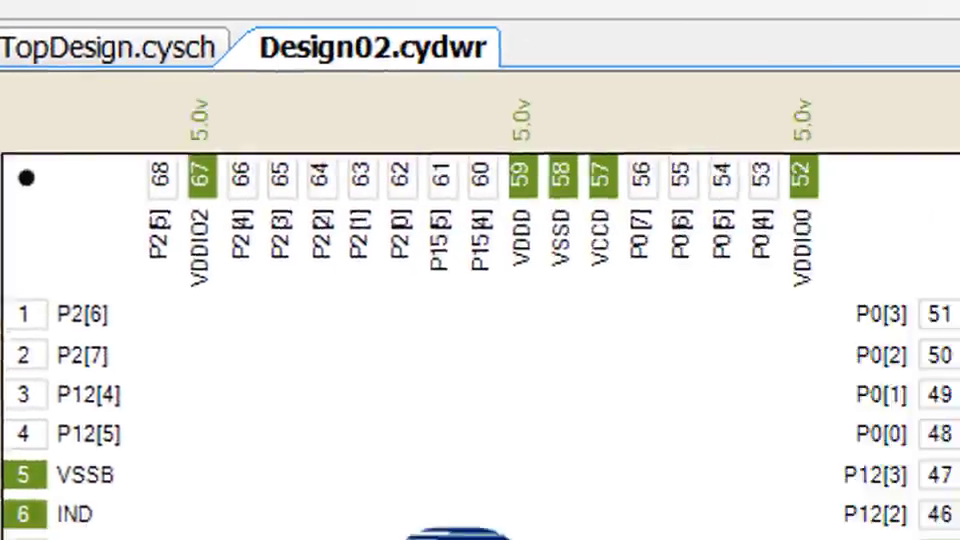 TopDesign.cysch Design02.cydwr
5.0v 5.0v 5.0v
68 67 66 65 64 63 62 61 60 59 58 57 56 55 54 53 52
P2[5] VDDIO2 P2[4] P2[3] P2[2] P2[1] P2[0] P15[5] P15[4] VDDD VSSD VCCD P0[7] P0[6] P0[5] P0[4] VDDIO0
1 P2[6] P0[3] 51
2 P2[7] P0[2] 50
3 P12[4] P0[1] 49
4 P12[5] P0[0] 48
5 VSSB P12[3] 47
6 IND P12[2] 46